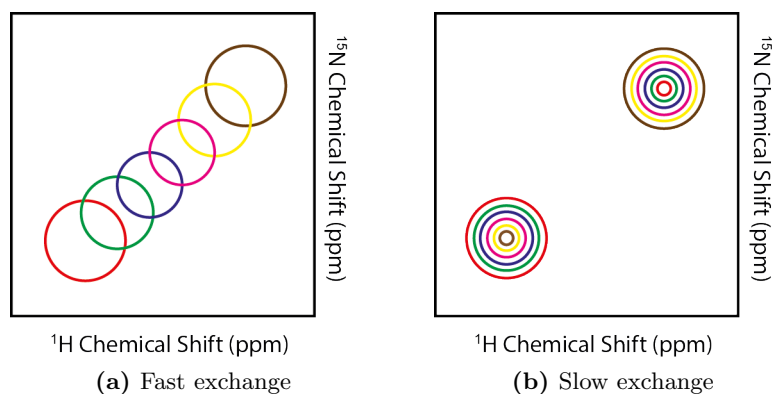 ¹⁵N Chemical Shift (ppm)
¹H Chemical Shift (ppm)
(a) Fast exchange
¹⁵N Chemical Shift (ppm)
¹H Chemical Shift (ppm)
(b) Slow exchange